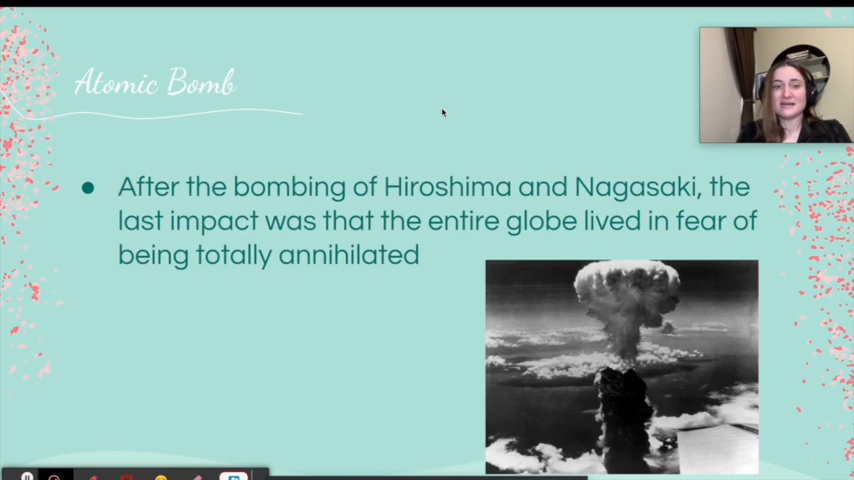 Atomic Bomb
● After the bombing of Hiroshima and Nagasaki, the
last impact was that the entire globe lived in fear of
being totally annihilated